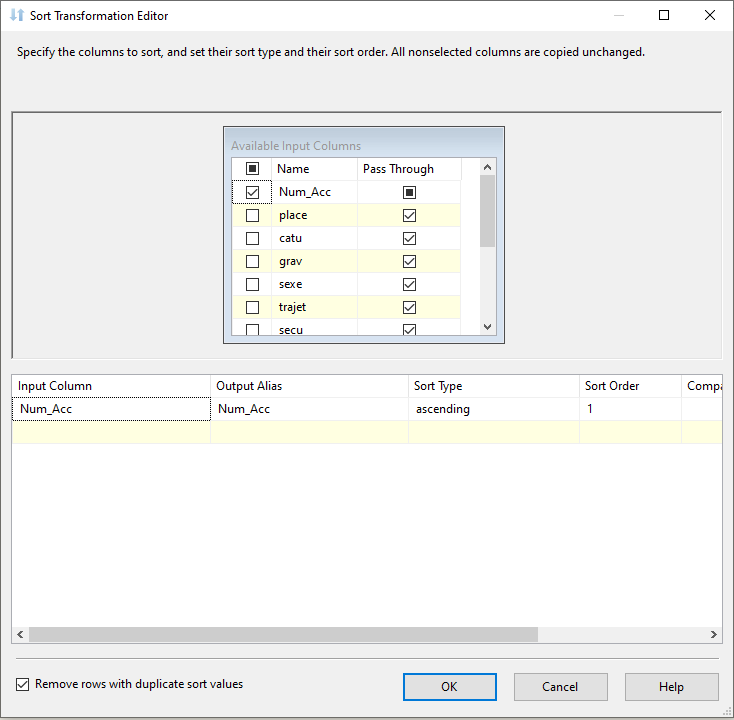 Sort Transformation Editor
Specify the columns to sort, and set their sort type and their sort order. All nonselected columns are copied unchanged.
Available Input Columns
Name Pass Through
Num_Acc
place
catu
grav
sexe
trajet
secu
Input Column Output Alias Sort Type Sort Order Compa
Num_Acc Num_Acc ascending 1
Remove rows with duplicate sort values OK Cancel Help